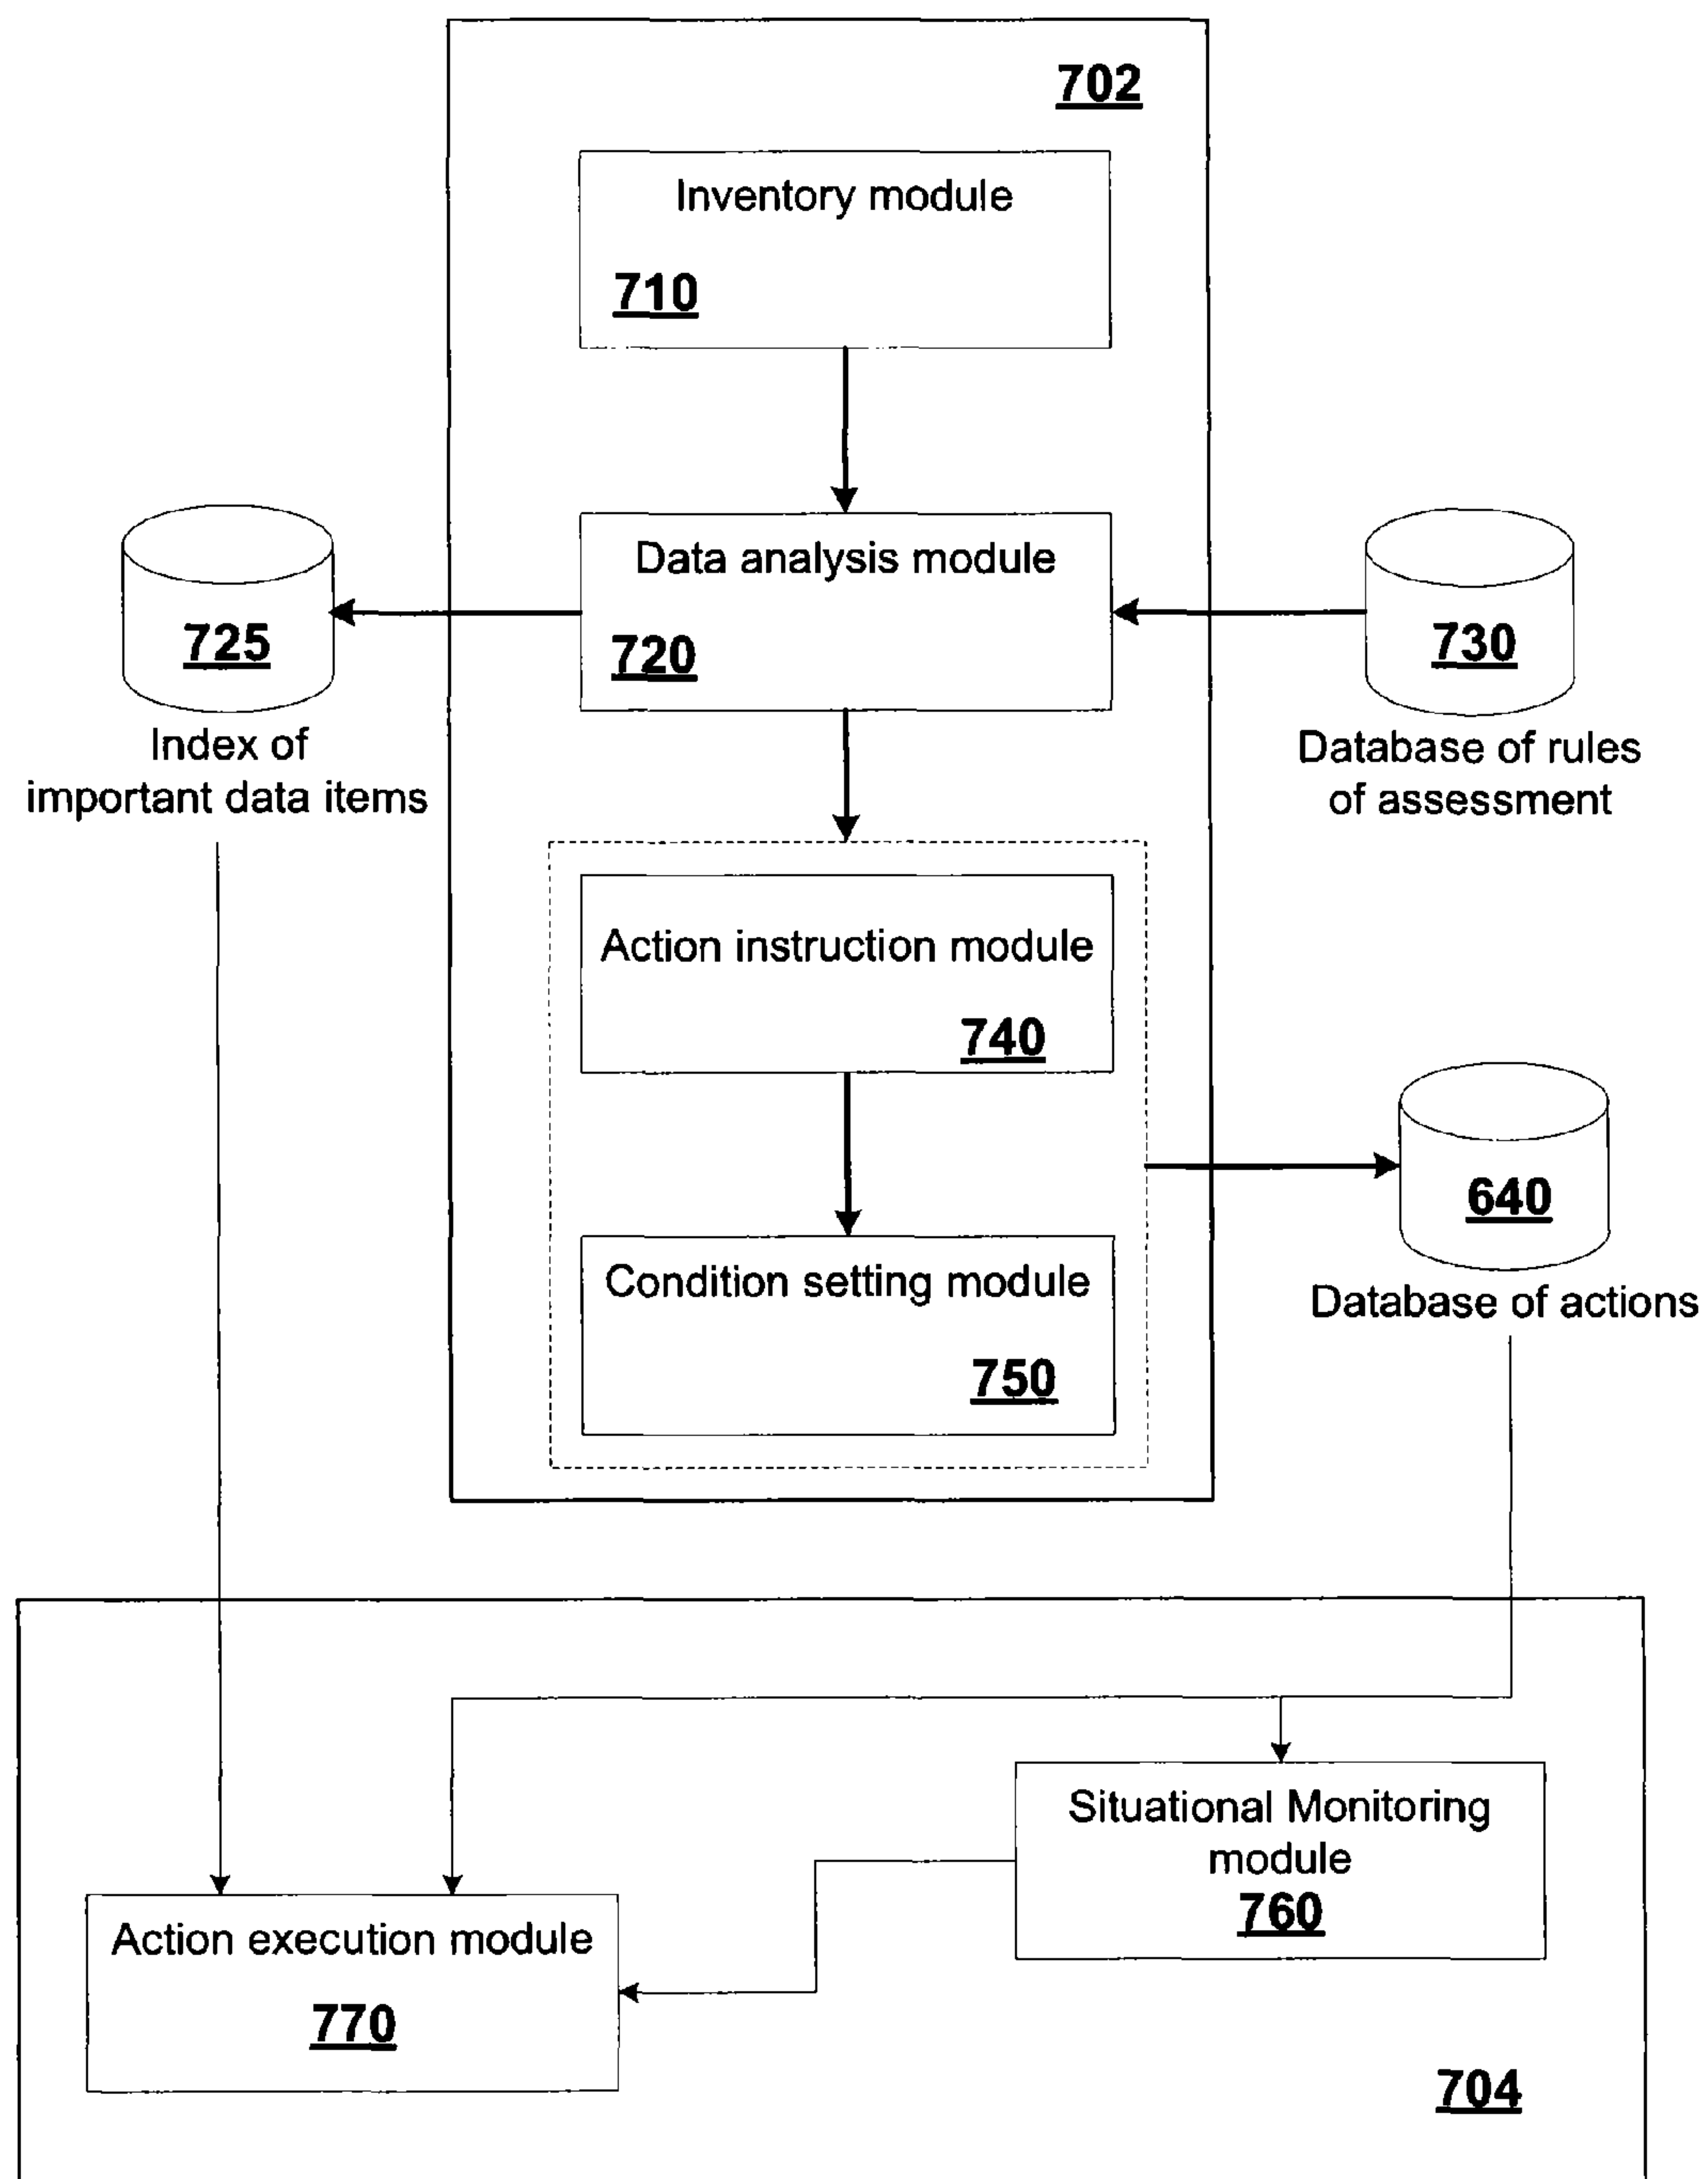 702
Inventory module
710
Data analysis module
720
725
Index of
important data items
730
Database of rules
of assessment
Action instruction module
740
Condition setting module
750
640
Database of actions
Situational Monitoring
module
760
Action execution module
770
704